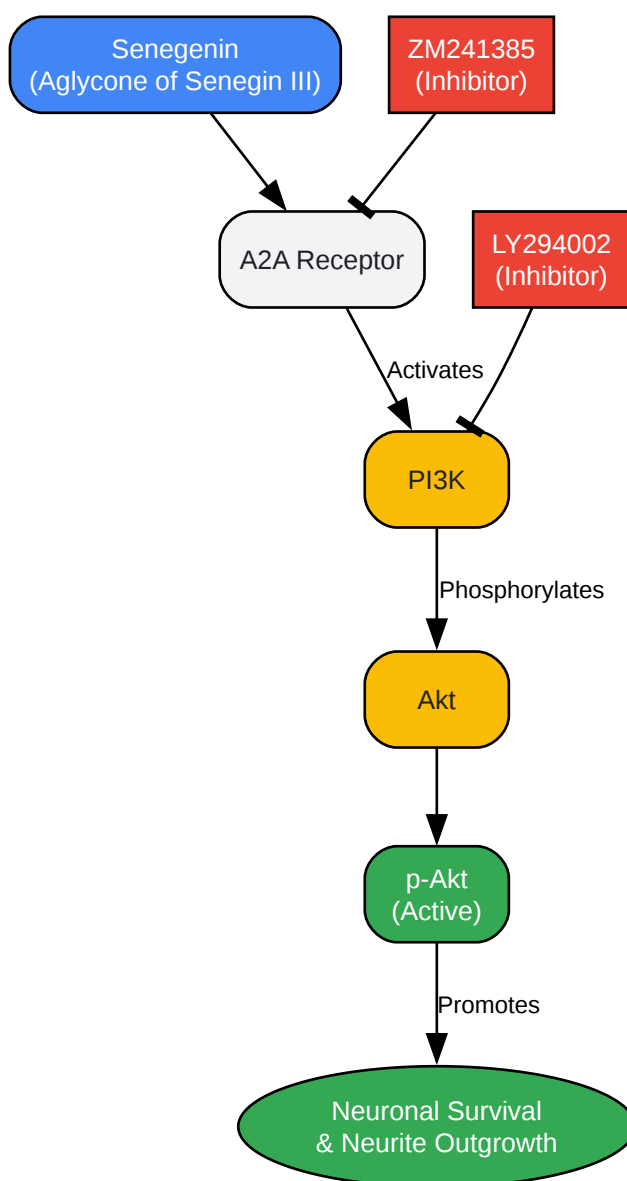 Senegenin
(Aglycone of Senegin III)
ZM241385
(Inhibitor)
A2A Receptor
LY294002
(Inhibitor)
Activates
PI3K
Phosphorylates
Akt
p-Akt
(Active)
Promotes
Neuronal Survival
& Neurite Outgrowth